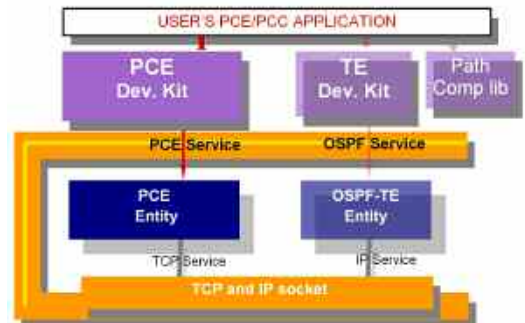 USER'S PCE/PCC APPLICATION
PCE
Dev. Kit
TE
Dev. Kit
Path
Comp lib
PCE Service
OSPF Service
PCE
Entity
OSPF-TE
Entity
TCP Service
IP Service
TCP and IP socket